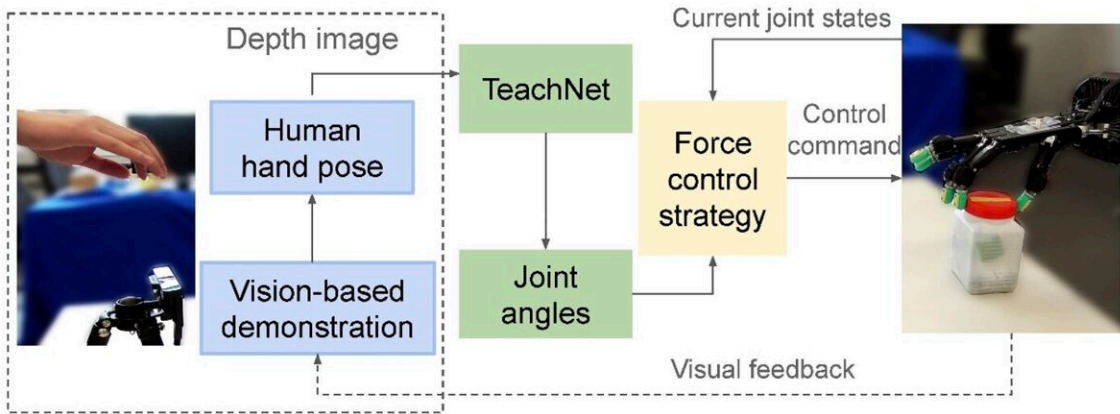 Depth image
Human
hand pose
Vision-based
demonstration
TeachNet
Joint
angles
Force
control
strategy
Current joint states
Control
command
Visual feedback